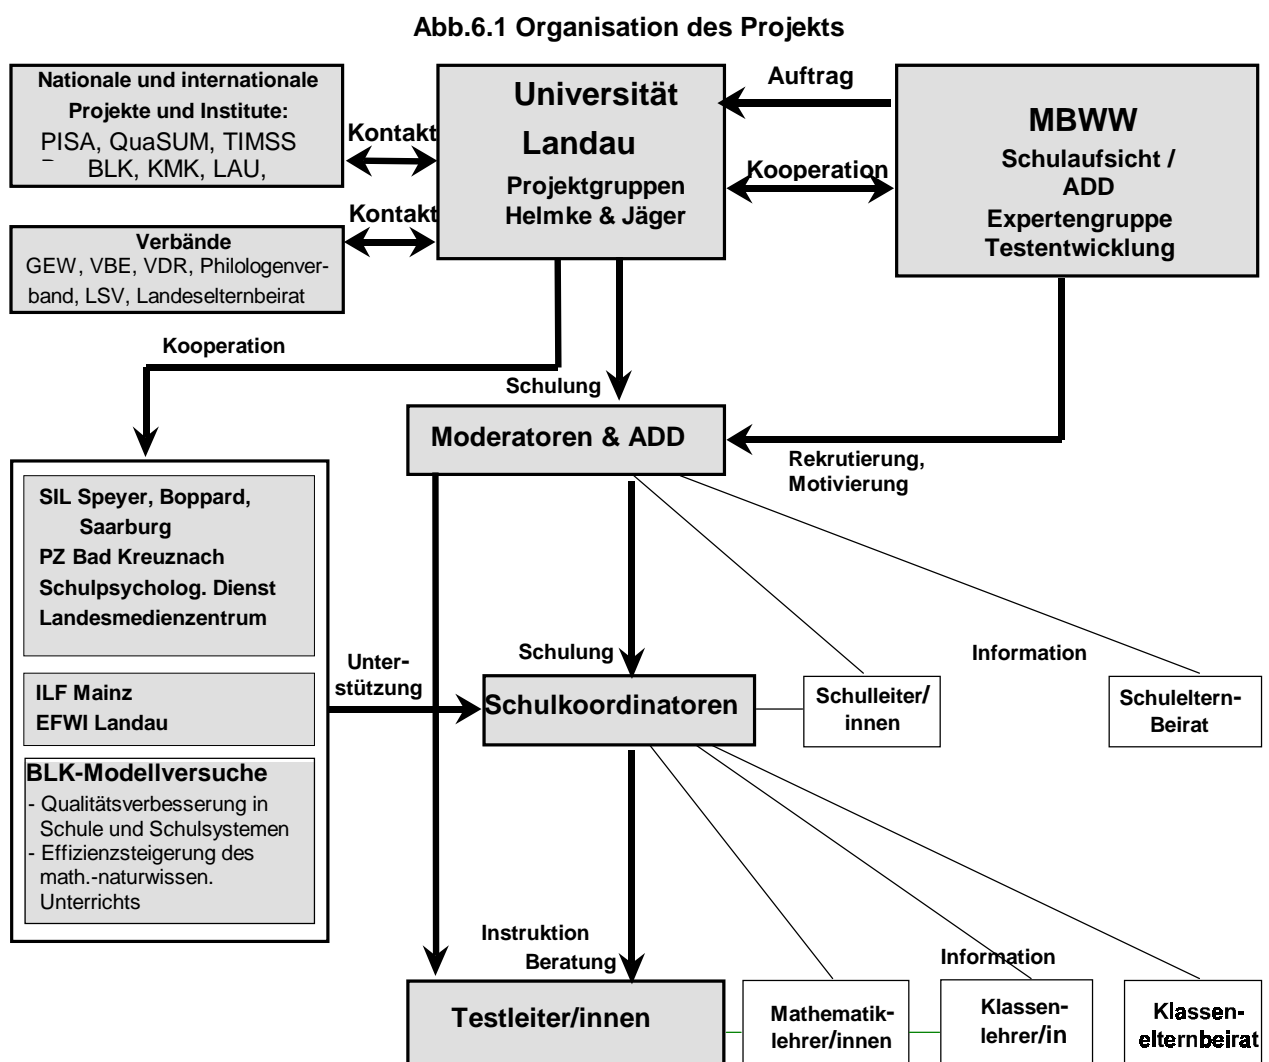 Abb.6.1 Organisation des Projekts
Nationale und internationale
Projekte und Institute:
PISA, QuaSUM, TIMSS
BLK, KMK, LAU,
Kontakt
Universität
Landau
Projektgruppen
Helmke & Jäger
Auftrag
Kooperation
MBWW
Schulaufsicht /
ADD
Expertengruppe
Testentwicklung
Kontakt
Verbände
GEW, VBE, VDR, Philologenver-
band, LSV, Landeselternbeirat
Kooperation
Schulung
Moderatoren & ADD
Rekrutierung,
Motivierung
SIL Speyer, Boppard,
Saarburg
PZ Bad Kreuznach
Schulpsycholog. Dienst
Landesmedienzentrum
ILF Mainz
EFWI Landau
BLK-Modellversuche
- Qualitätsverbesserung in
Schule und Schulsystemen
- Effizienzsteigerung des
math.-naturwissen.
Unterrichts
Unter-
stützung
Schulung
Schulkoordinatoren
Information
Schulleiter/
innen
Schuleltern-
Beirat
Instruktion
Beratung
Information
Testleiter/innen
Mathematik-
lehrer/innen
Klassen-
lehrer/in
Klassen-
elternbeirat